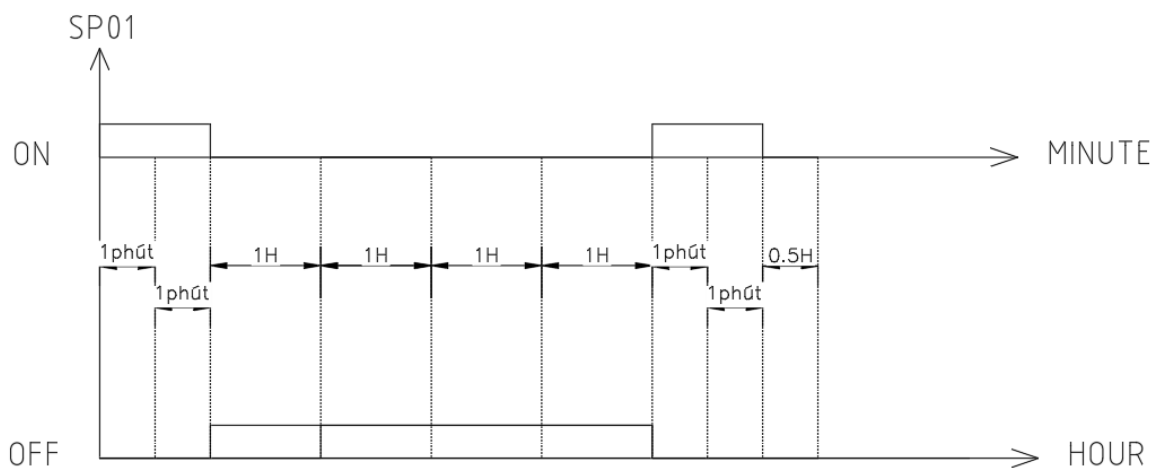 SP01
ON
MINUTE
1phút 1H 1H 1H 1H 1phút 0.5H
1phút 1phút
OFF
HOUR